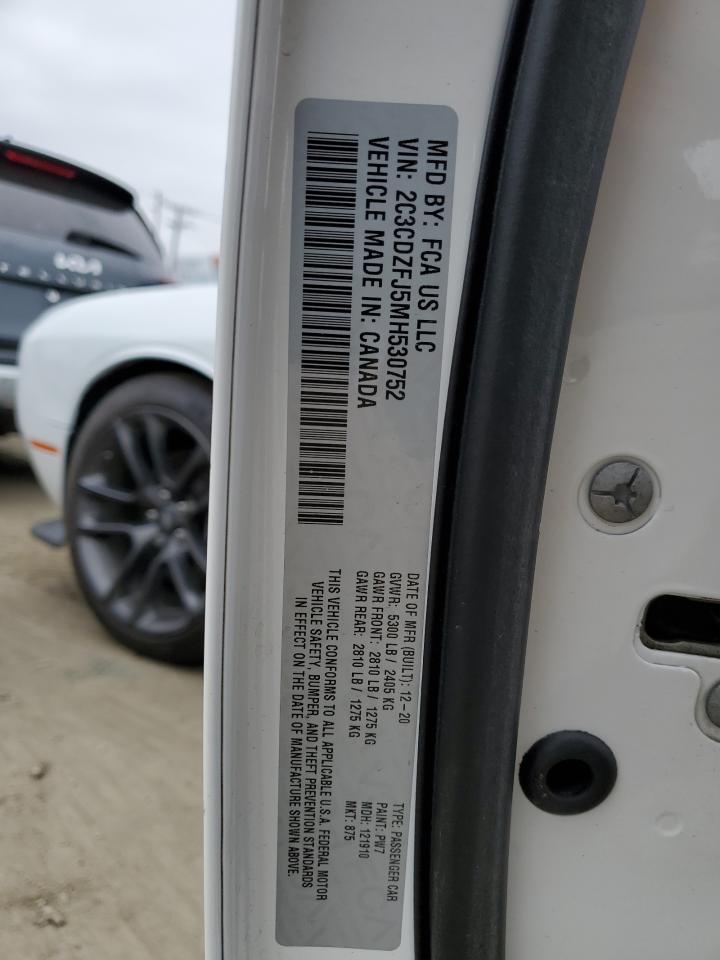 MFD BY: FCA US LLC
VIN: 2C3CDZFJ5MH530752
VEHICLE MADE IN: CANADA
DATE OF MFR (BUILT): 12-20
GVWR: 5300 LB / 2405 KG
GAWR FRONT: 2810 LB / 1275 KG
GAWR REAR: 2810 LB / 1275 KG
THIS VEHICLE CONFORMS TO ALL APPLICABLE U.S.A. FEDERAL MOTOR
VEHICLE SAFETY, BUMPER, AND THEFT PREVENTION STANDARDS
IN EFFECT ON THE DATE OF MANUFACTURE SHOWN ABOVE.
TYPE: PASSENGER CAR
PAINT: PW7
MDH: 121910
MKT: 875
KIA